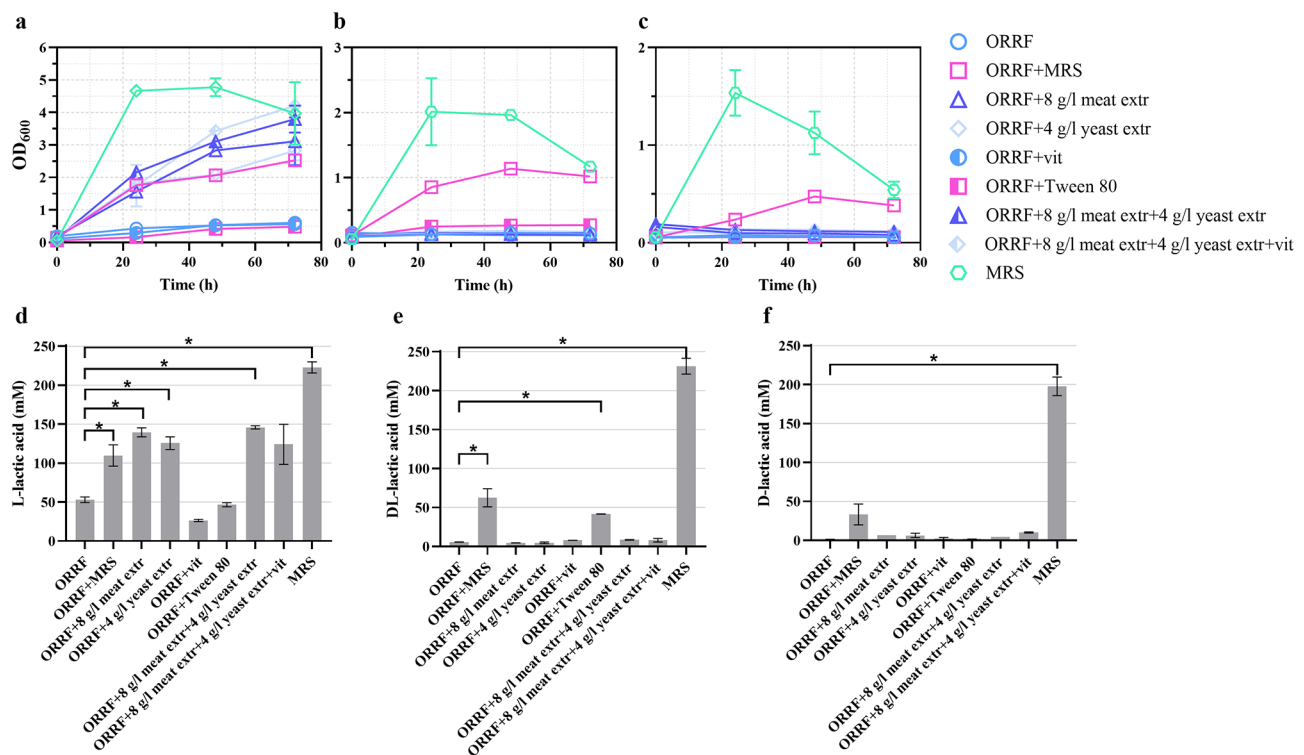 a
b
c
6
5
4
3
2
1
0
OD600
0 20 40 60 80
Time (h)
3
2
1
0
0 20 40 60 80
Time (h)
2
1
0
0 20 40 60 80
Time (h)
ORRF
ORRF+MRS
ORRF+8 g/l meat extr
ORRF+4 g/l yeast extr
ORRF+vit
ORRF+Tween 80
ORRF+8 g/l meat extr+4 g/l yeast extr
ORRF+8 g/l meat extr+4 g/l yeast extr+vit
MRS
d
L-lactic acid (mM)
250
200
150
100
50
0
*
*
*
*
*
ORRF
ORRF+MRS
ORRF+8 g/l meat extr
ORRF+4 g/l yeast extr
ORRF+vit
ORRF+Tween 80
ORRF+8 g/l meat extr+4 g/l yeast extr
ORRF+8 g/l meat extr+4 g/l yeast extr+vit
MRS
e
DL-lactic acid (mM)
250
200
150
100
50
0
*
*
*
ORRF
ORRF+MRS
ORRF+8 g/l meat extr
ORRF+4 g/l yeast extr
ORRF+vit
ORRF+Tween 80
ORRF+8 g/l meat extr+4 g/l yeast extr
ORRF+8 g/l meat extr+4 g/l yeast extr+vit
MRS
f
D-lactic acid (mM)
250
200
150
100
50
0
*
ORRF
ORRF+MRS
ORRF+8 g/l meat extr
ORRF+4 g/l yeast extr
ORRF+vit
ORRF+Tween 80
ORRF+8 g/l meat extr+4 g/l yeast extr
ORRF+8 g/l meat extr+4 g/l yeast extr+vit
MRS